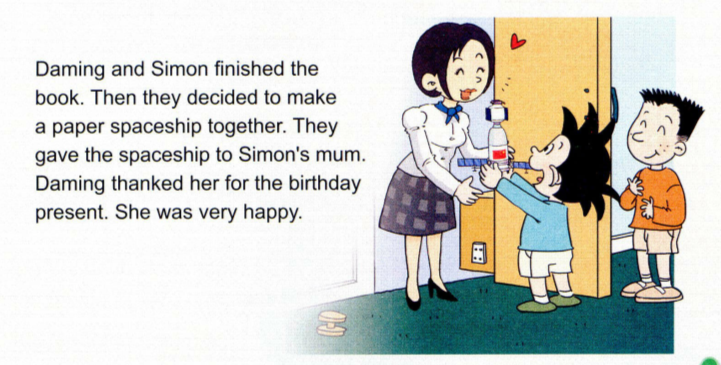 Daming and Simon finished the
book. Then they decided to make
a paper spaceship together. They
gave the spaceship to Simon's mum.
Daming thanked her for the birthday
present. She was very happy.